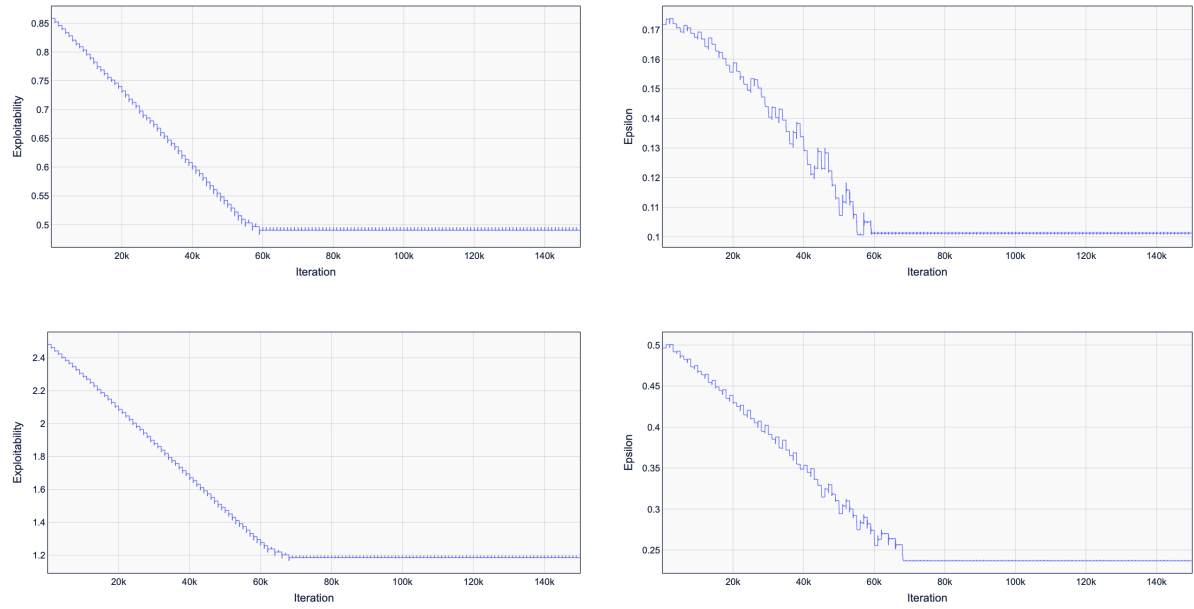 0.85
0.8
0.75
0.7
0.65
0.6
0.55
0.5
Exploitability
20k 40k 60k 80k 100k 120k 140k
Iteration
0.17
0.16
0.15
0.14
0.13
0.12
0.11
0.1
Epsilon
20k 40k 60k 80k 100k 120k 140k
Iteration
2.4
2.2
2
1.8
1.6
1.4
1.2
Exploitability
20k 40k 60k 80k 100k 120k 140k
Iteration
0.5
0.45
0.4
0.35
0.3
0.25
Epsilon
20k 40k 60k 80k 100k 120k 140k
Iteration